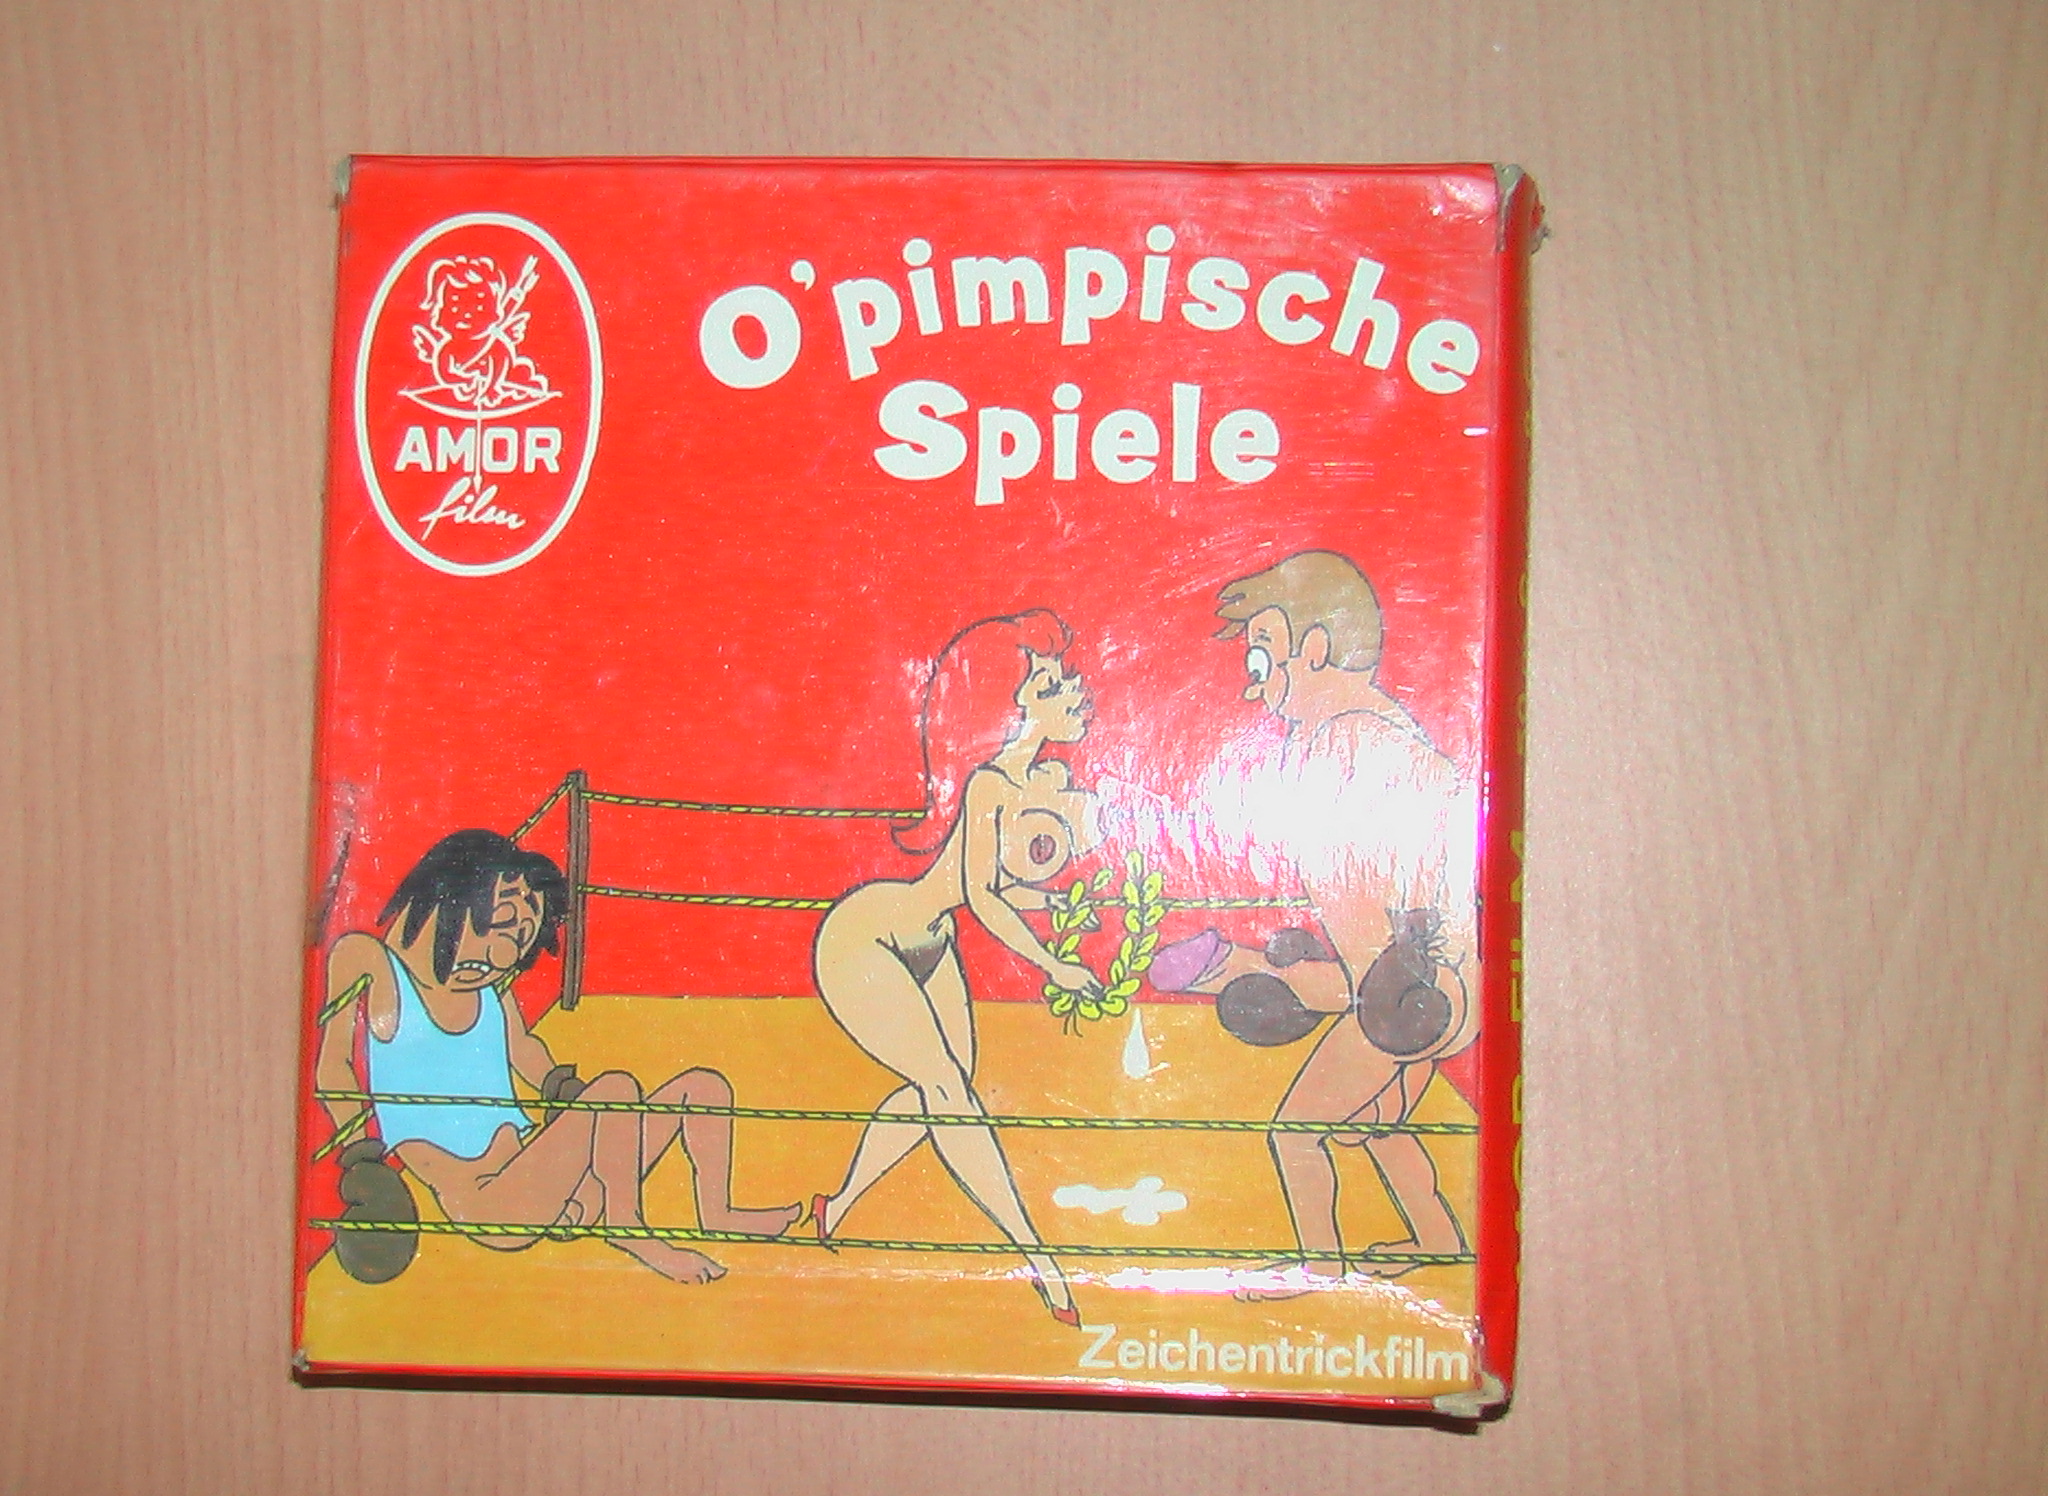 O'pimpische
Spiele
AMOR
film
Zeichentrickfilm